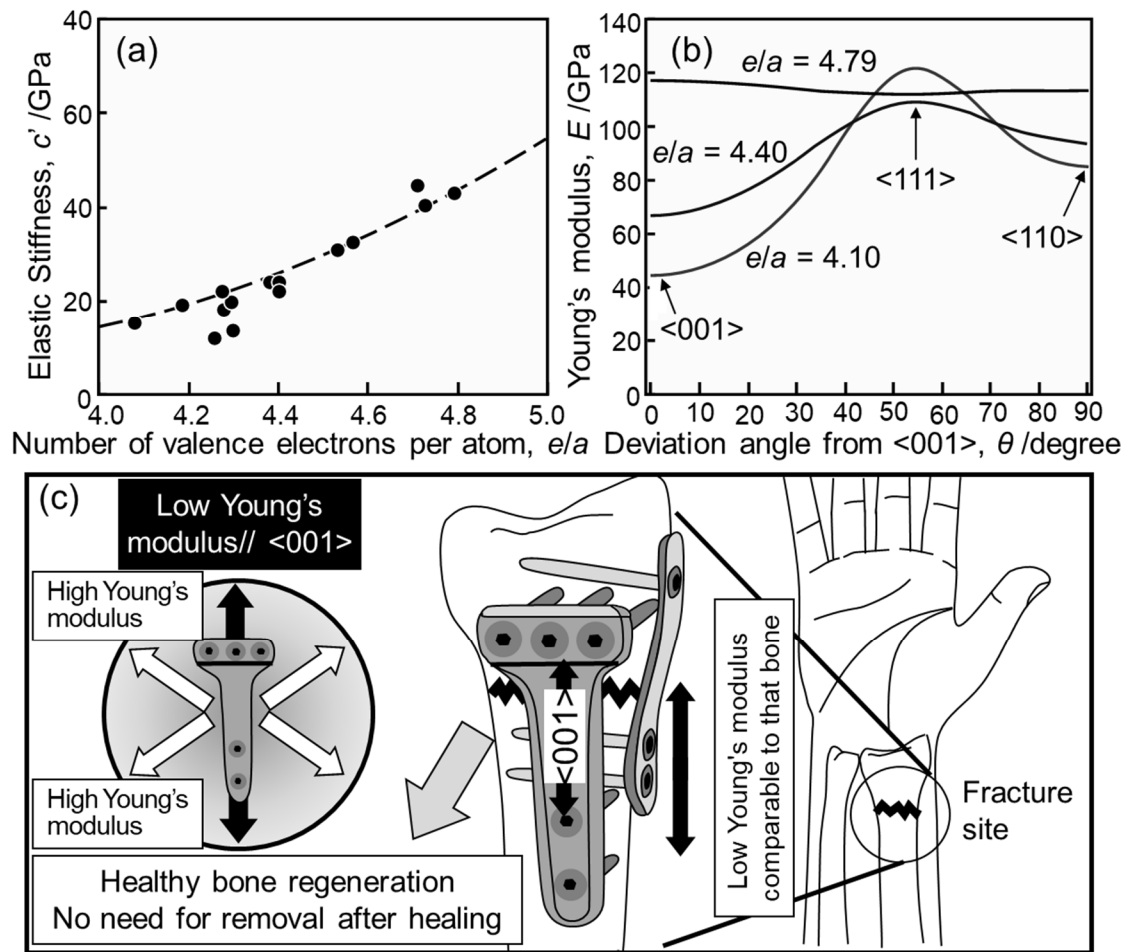 (a)
40
60
40
20
0
4.0 4.2 4.4 4.6 4.8 5.0
Elastic Stiffness, c' /GPa
Number of valence electrons per atom, e/a
(b)
140
120
100
80
60
40
20
0
0 10 20 30 40 50 60 70 80 90
Young's modulus, E /GPa
Deviation angle from <001>, θ /degree
e/a = 4.79
e/a = 4.40
<111>
<110>
e/a = 4.10
<001>
(c)
Low Young's
modulus// <001>
High Young's
modulus
High Young's
modulus
Healthy bone regeneration
No need for removal after healing
<001>
Low Young's modulus
comparable to that bone
Fracture
site